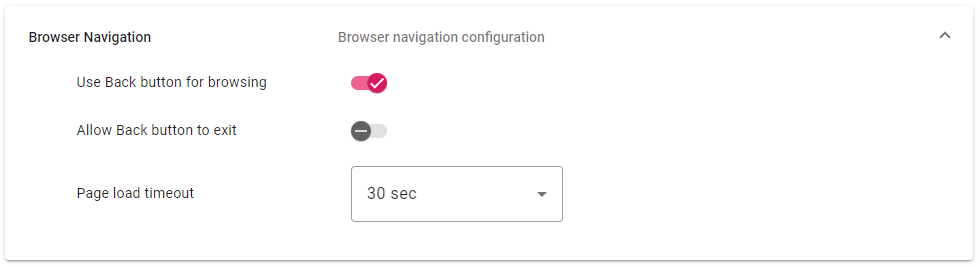 Browser Navigation Browser navigation configuration
Use Back button for browsing
Allow Back button to exit
Page load timeout 30 sec